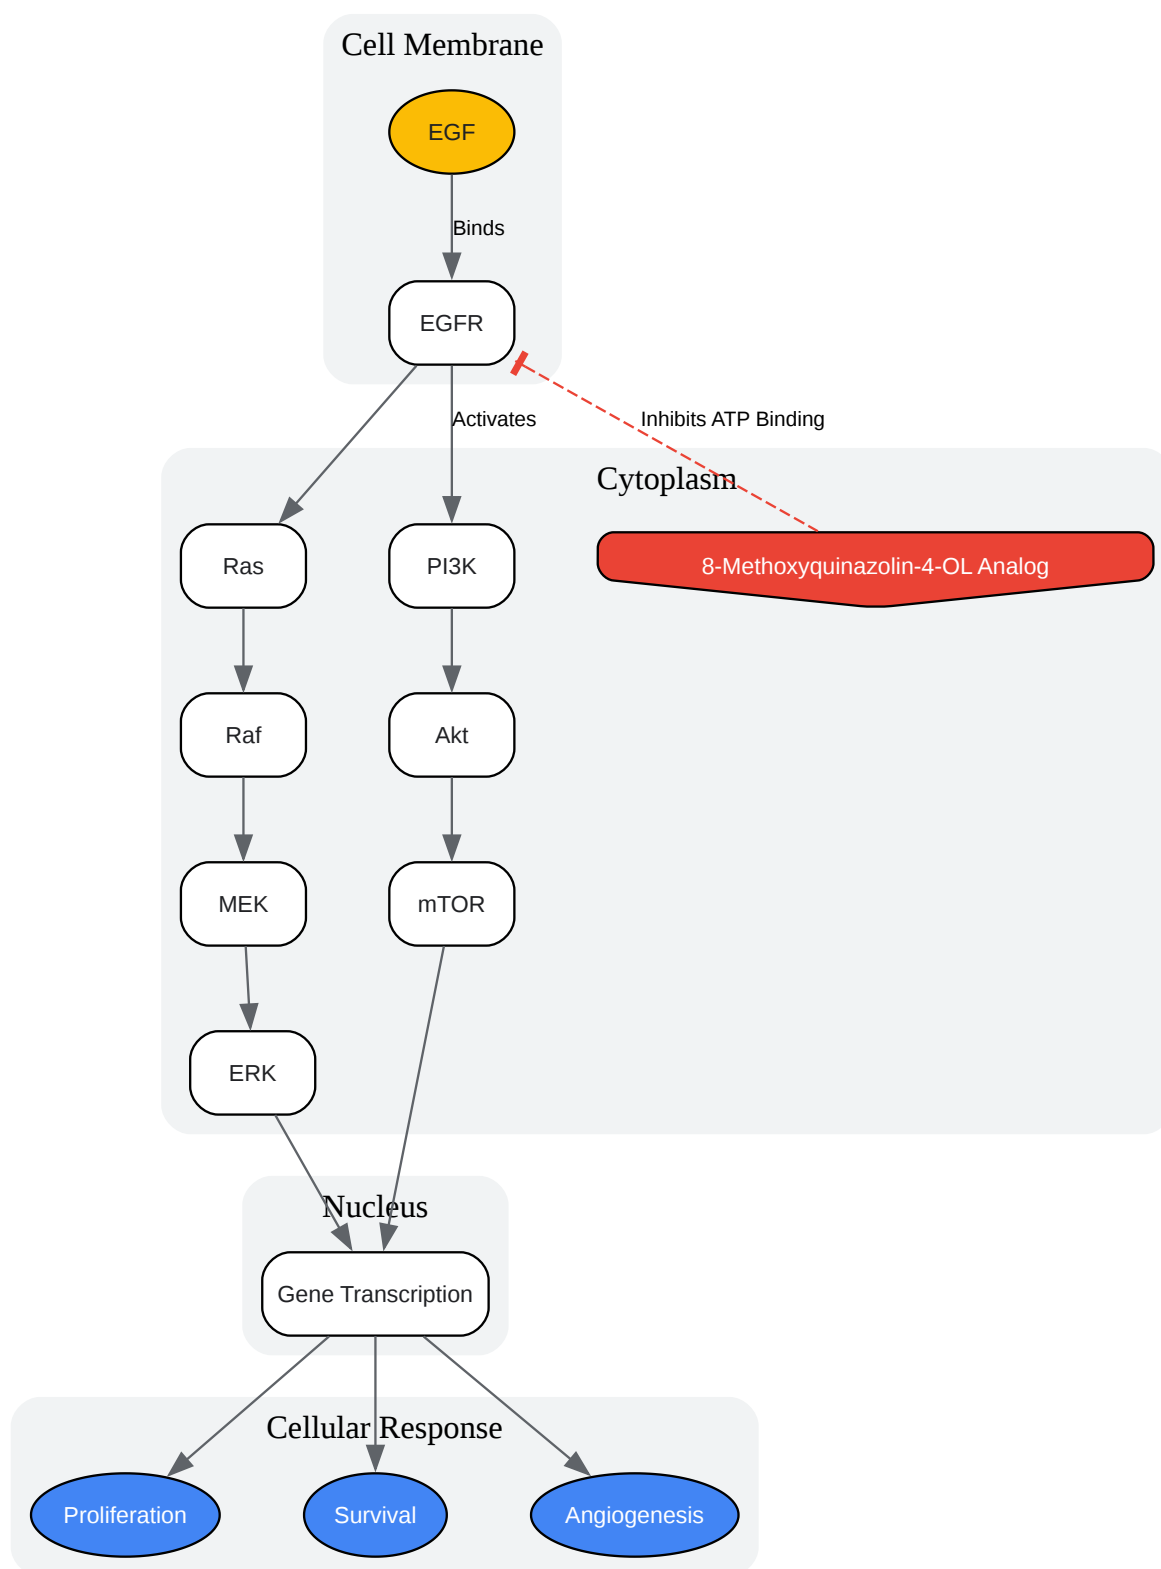 Cell Membrane
EGF
Binds
EGFR
Activates
Inhibits ATP Binding
Cytoplasm
Ras
PI3K
8-Methoxyquinazolin-4-OL Analog
Raf
Akt
MEK
mTOR
ERK
Nucleus
Gene Transcription
Cellular Response
Proliferation
Survival
Angiogenesis